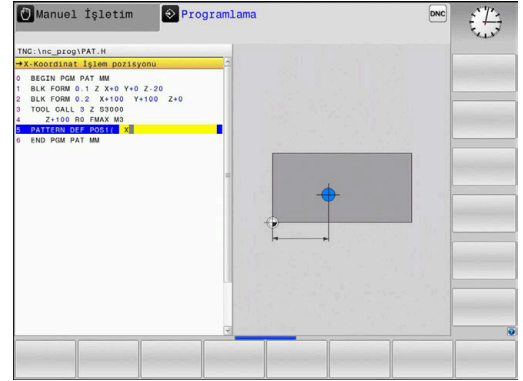 Manuel İşletim
Programlama
DNC
TNC:\nc_prog\PAT.H
→X-Koordinat İşlem pozisyonu
0 BEGIN PGM PAT MM
1 BLK FORM 0.1 Z X+0 Y+0 Z-20
2 BLK FORM 0.2 X+100 Y+100 Z+0
3 TOOL CALL 3 Z S3000
4 Z+100 R0 FMAX M3
5 PATTERN DEF POS1( X
6 END PGM PAT MM